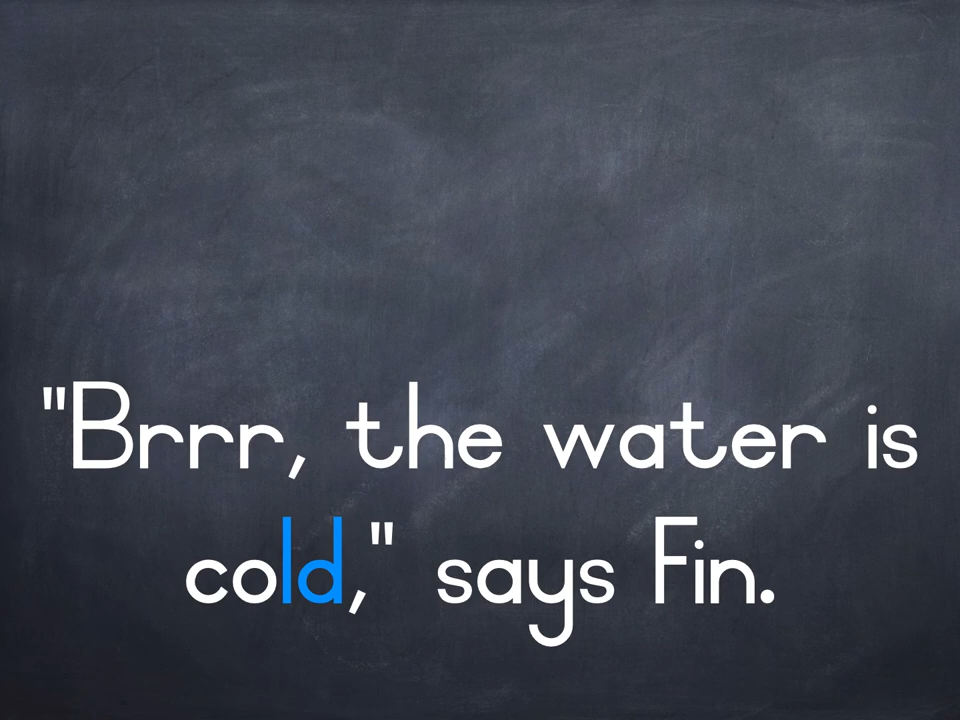 "Brrr, the water is
cold," says Fin.